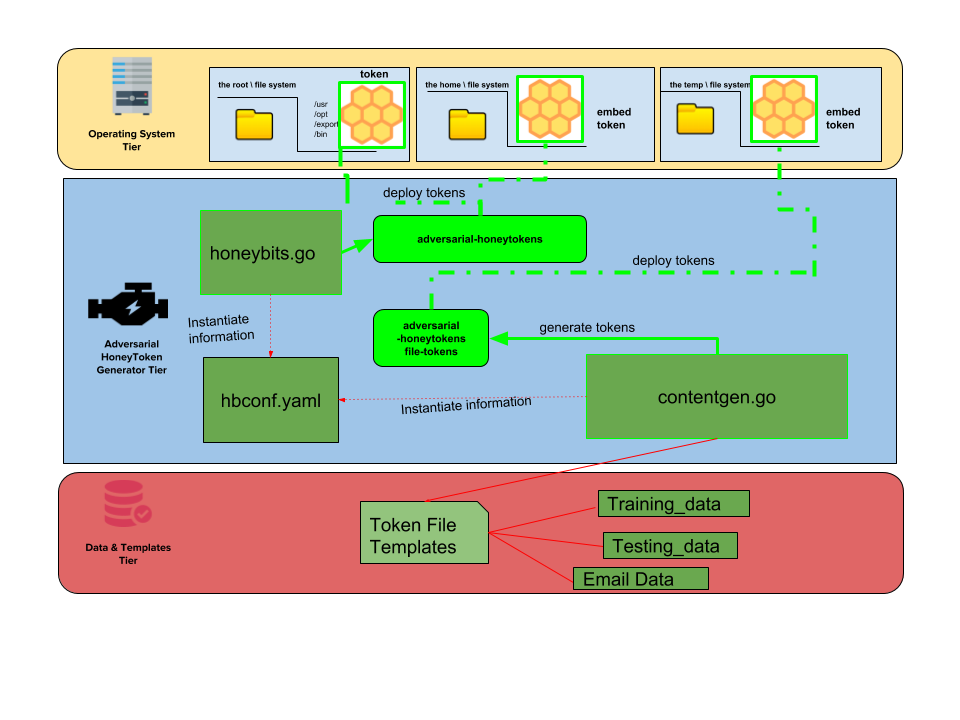 token
the root \ file system
the home \ file system
the temp \ file system
/usr
/opt
/export
/bin
embed
token
embed
token
Operating System
Tier
deploy tokens
honeybits.go
adversarial-honeytokens
deploy tokens
Instantiate
information
adversarial
-honeytokens
file-tokens
generate tokens
Adversarial
HoneyToken
Generator Tier
hbconf.yaml
Instantiate information
contentgen.go
Data & Templates
Tier
Token File
Templates
Training_data
Testing_data
Email Data